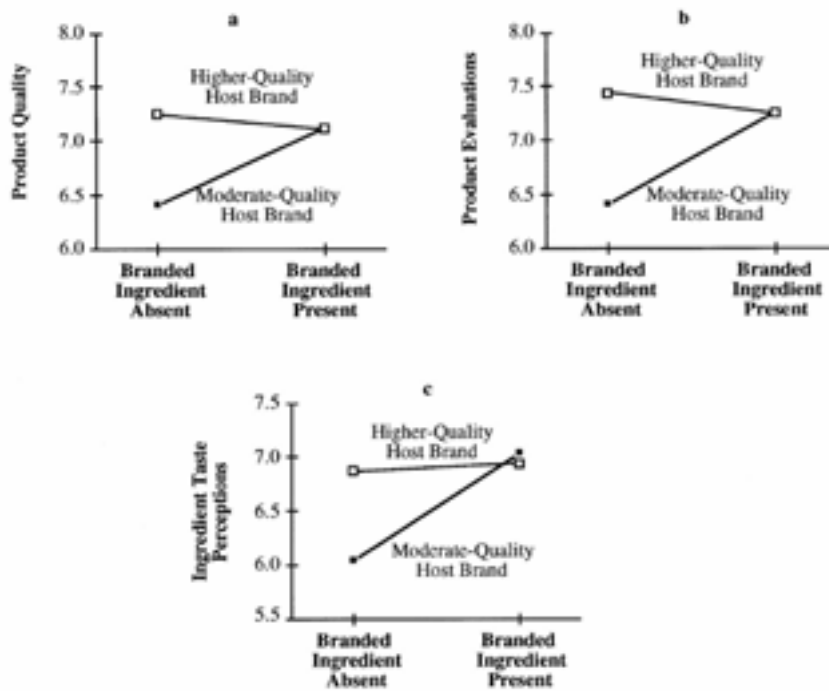 a
8.0
7.5
7.0
6.5
6.0
Product Quality
Higher-Quality
Host Brand
Moderate-Quality
Host Brand
Branded
Ingredient
Absent
Branded
Ingredient
Present
b
8.0
7.5
7.0
6.5
6.0
Product Evaluations
Higher-Quality
Host Brand
Moderate-Quality
Host Brand
Branded
Ingredient
Absent
Branded
Ingredient
Present
c
7.5
7.0
6.5
6.0
5.5
Ingredient Taste
Perceptions
Higher-Quality
Host Brand
Moderate-Quality
Host Brand
Branded
Ingredient
Absent
Branded
Ingredient
Present